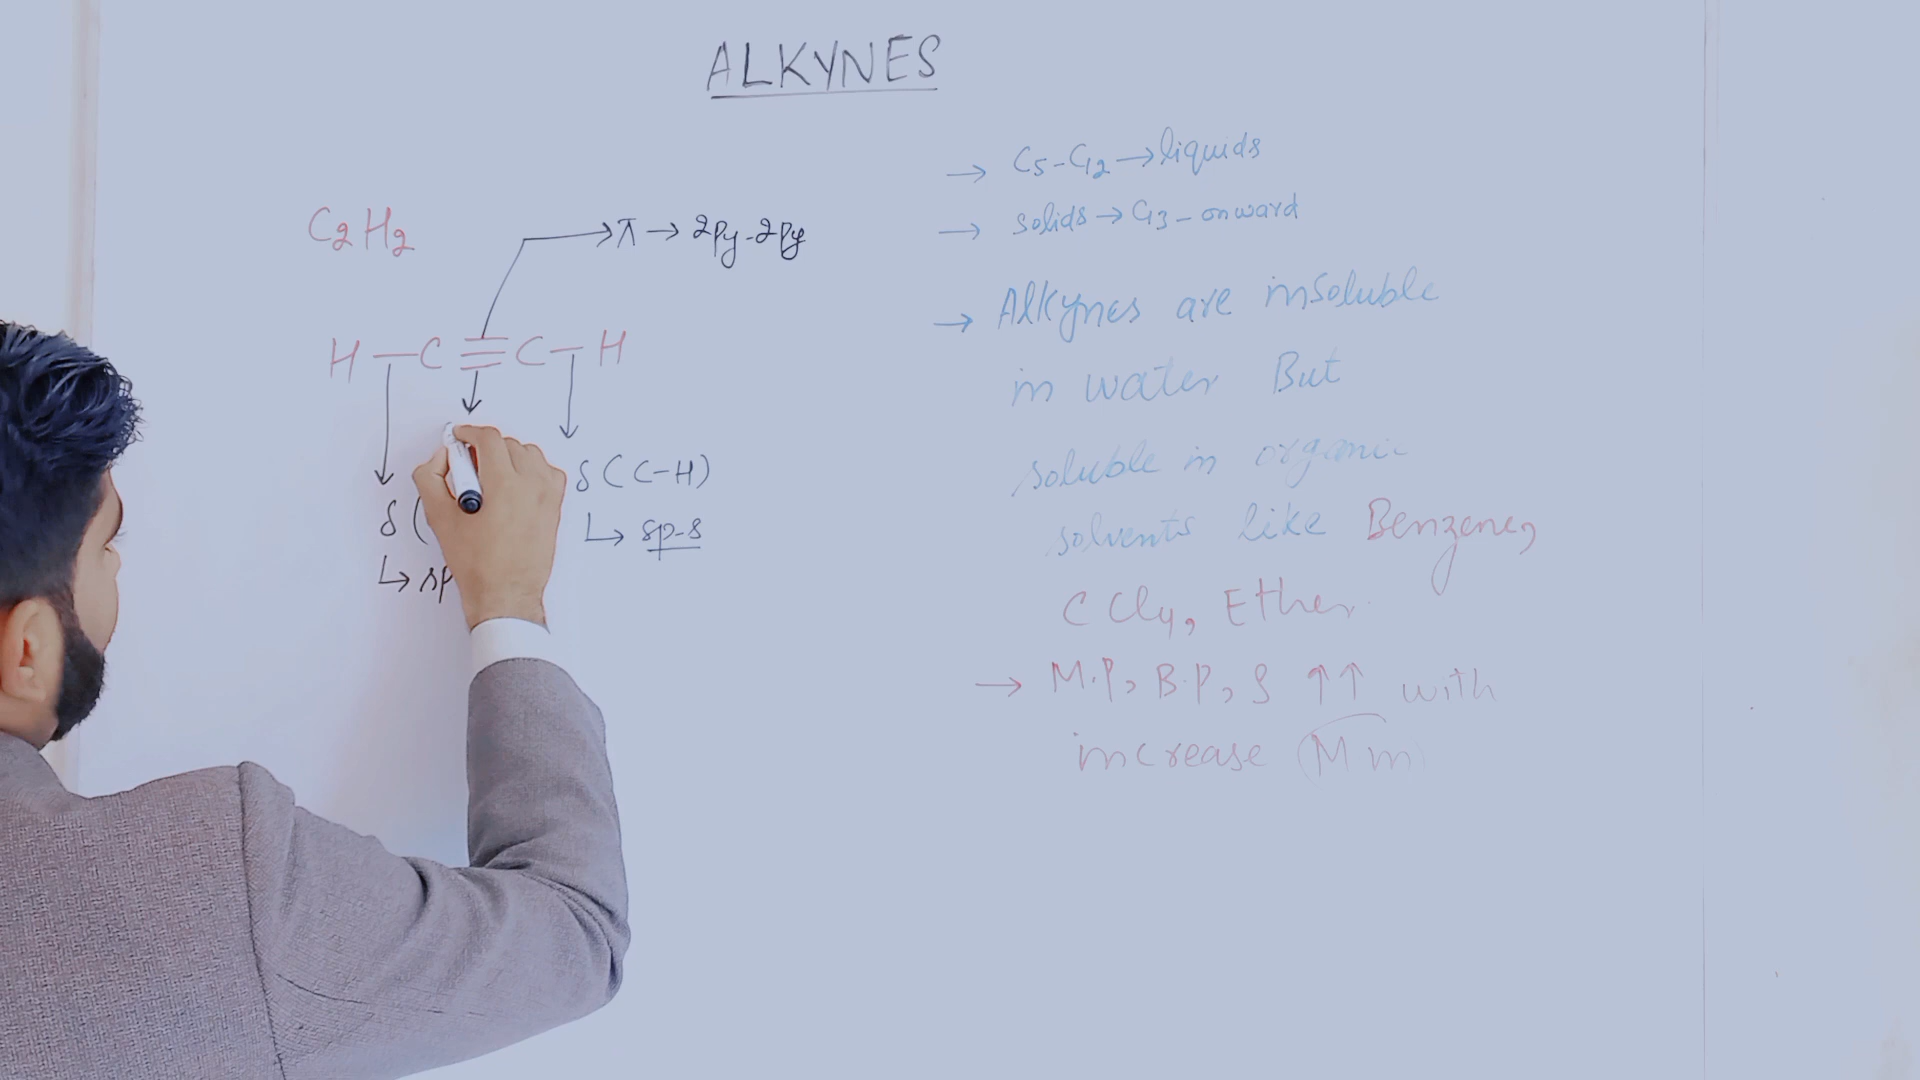 ALKYNES
C2H2
π → 2Py-2Py
H—C≡C—H
δ(C-H)
↳ sp-s
δ(
↳ sp
→ C5-C12 → liquids
→ solids → C13-onward
→ Alkynes are insoluble
in water But
soluble in organic
solvents like Benzene,
CCl4, Ether.
→ M.P, B.P, S ↑↑ with
increase (M m